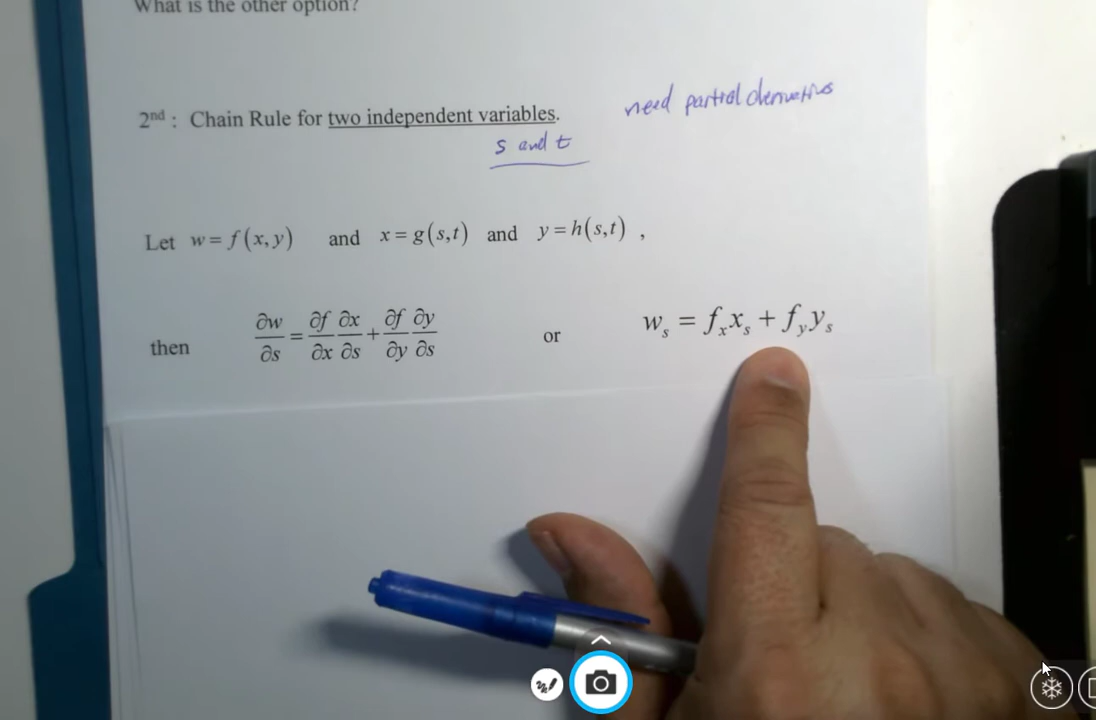 What is the other option?
2nd : Chain Rule for two independent variables. need partial derivatives
s and t
Let w = f(x, y) and x = g(s,t) and y = h(s,t) ,
then ∂w/∂s = ∂f/∂x ∂x/∂s + ∂f/∂y ∂y/∂s or w_s = f_x x_s + f_y y_s